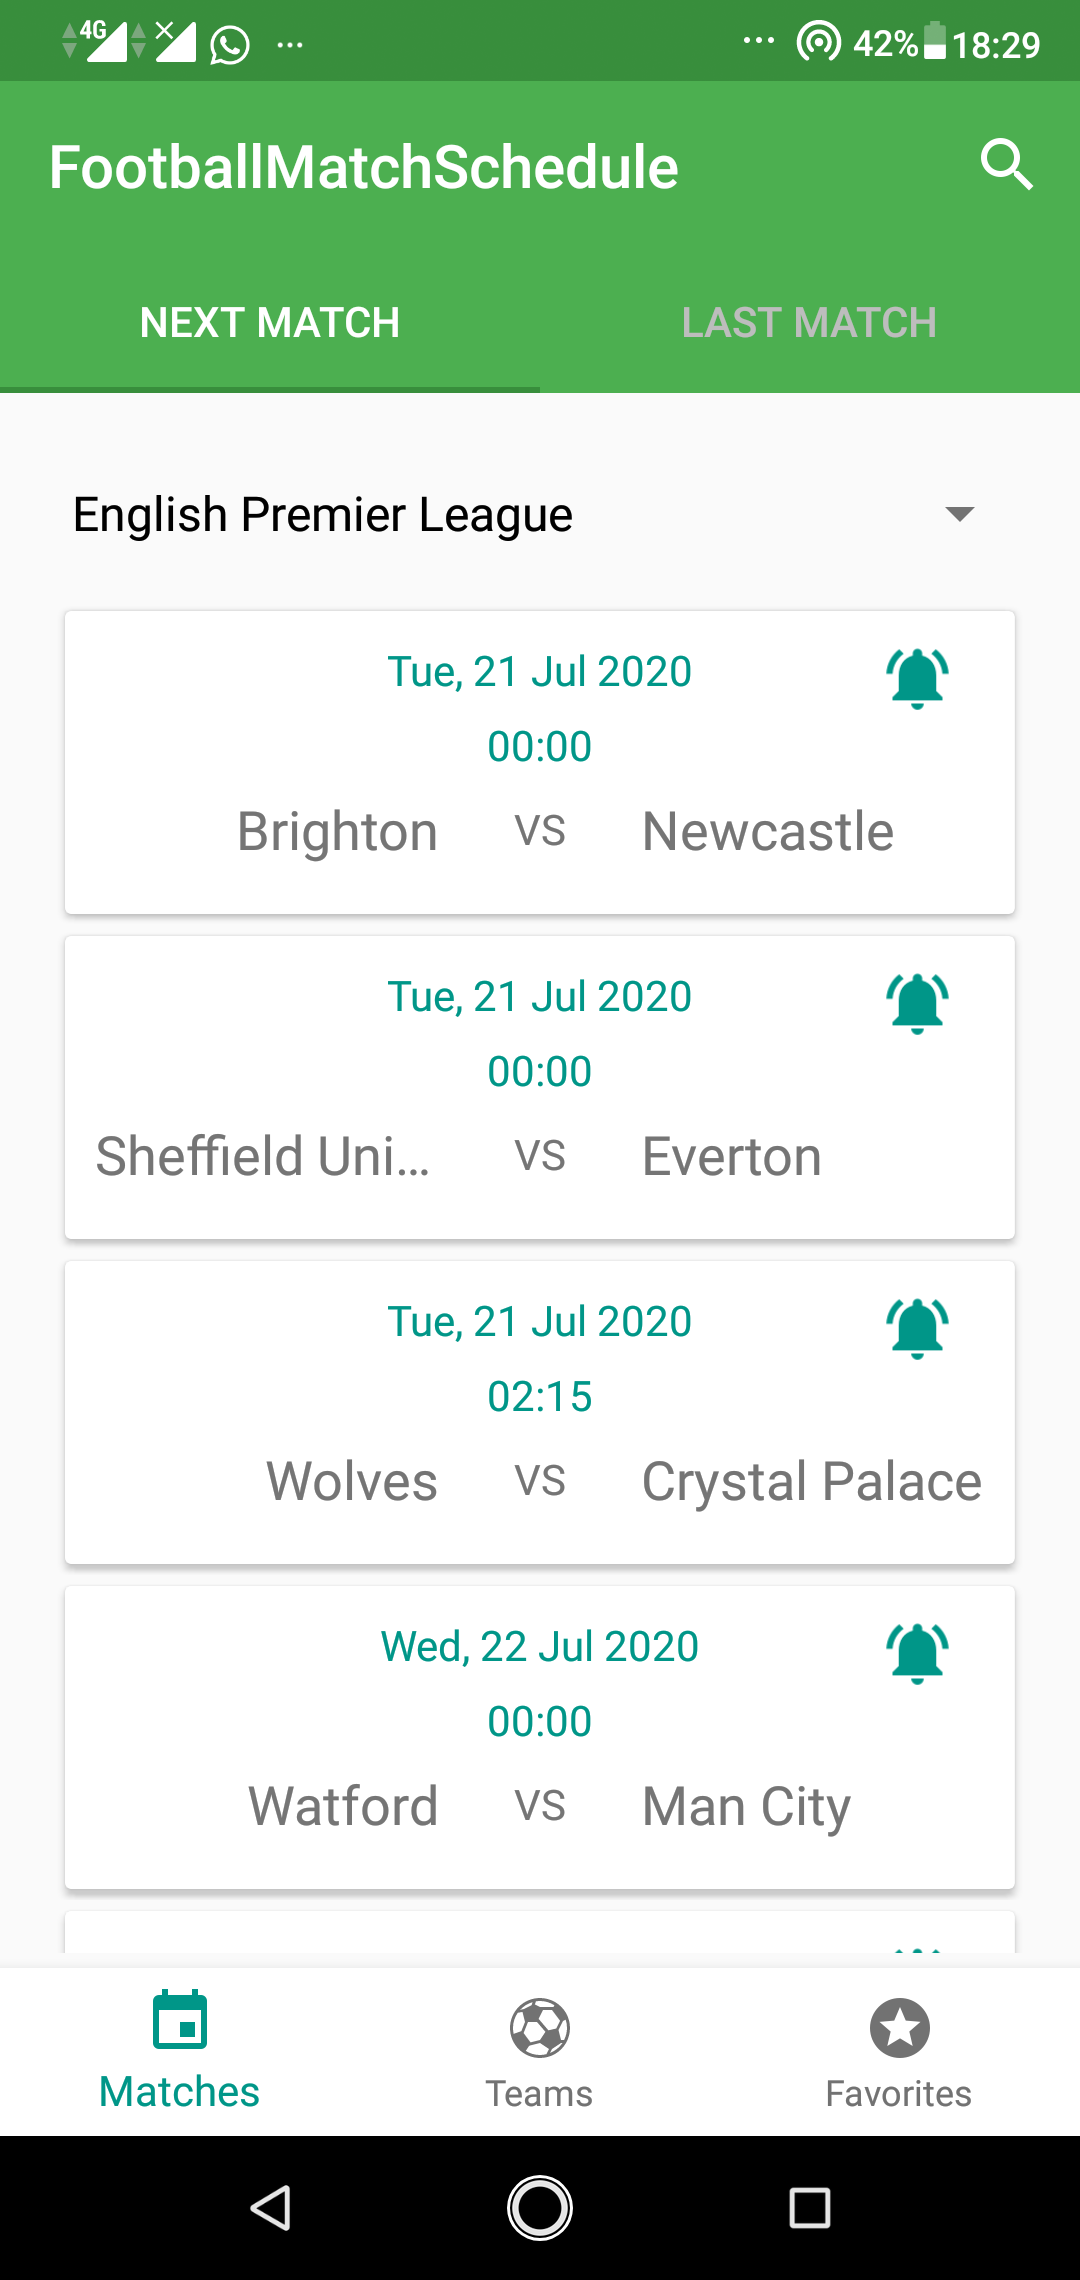 4G 42% 18:29
FootballMatchSchedule
NEXT MATCH LAST MATCH
English Premier League
Tue, 21 Jul 2020
00:00
Brighton VS Newcastle
Tue, 21 Jul 2020
00:00
Sheffield Uni... VS Everton
Tue, 21 Jul 2020
02:15
Wolves VS Crystal Palace
Wed, 22 Jul 2020
00:00
Watford VS Man City
Matches Teams Favorites